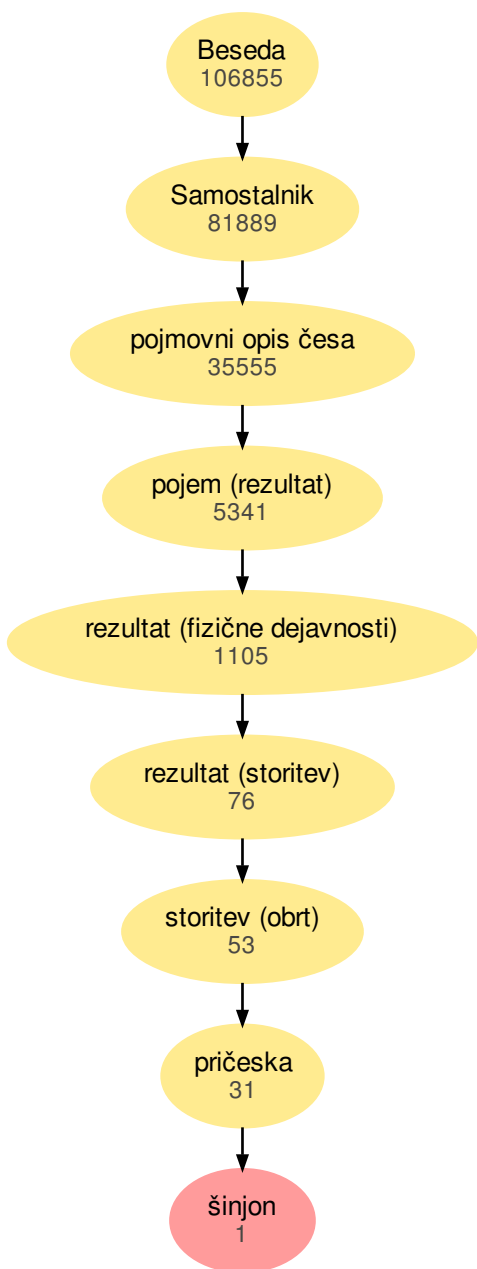 Beseda
106855
Samostalnik
81889
pojmovni opis česa
35555
pojem (rezultat)
5341
rezultat (fizične dejavnosti)
1105
rezultat (storitev)
76
storitev (obrt)
53
pričeska
31
šinjon
1